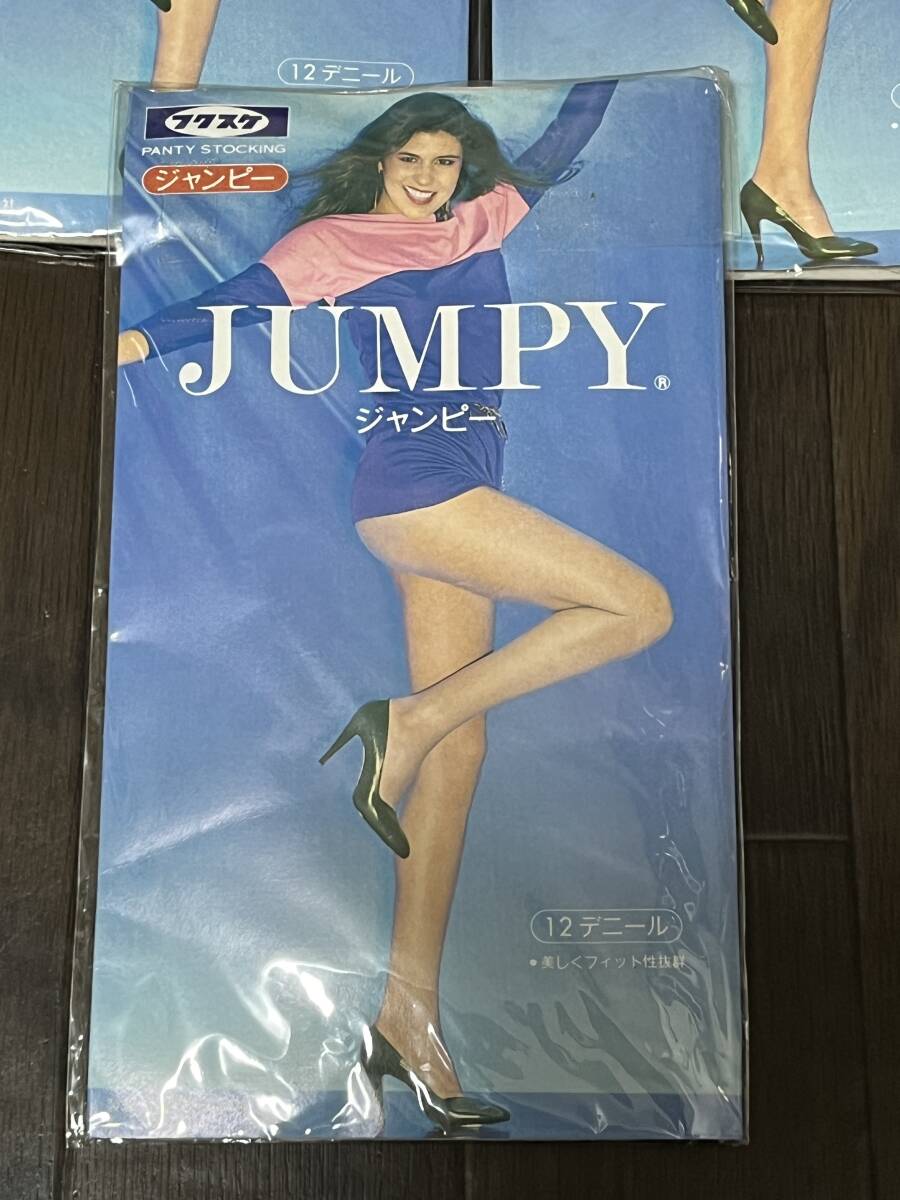 12デニール
フクスケ
PANTY STOCKING
ジャンピー
JUMPY®
ジャンピー
12デニール
●美しくフィット性抜群